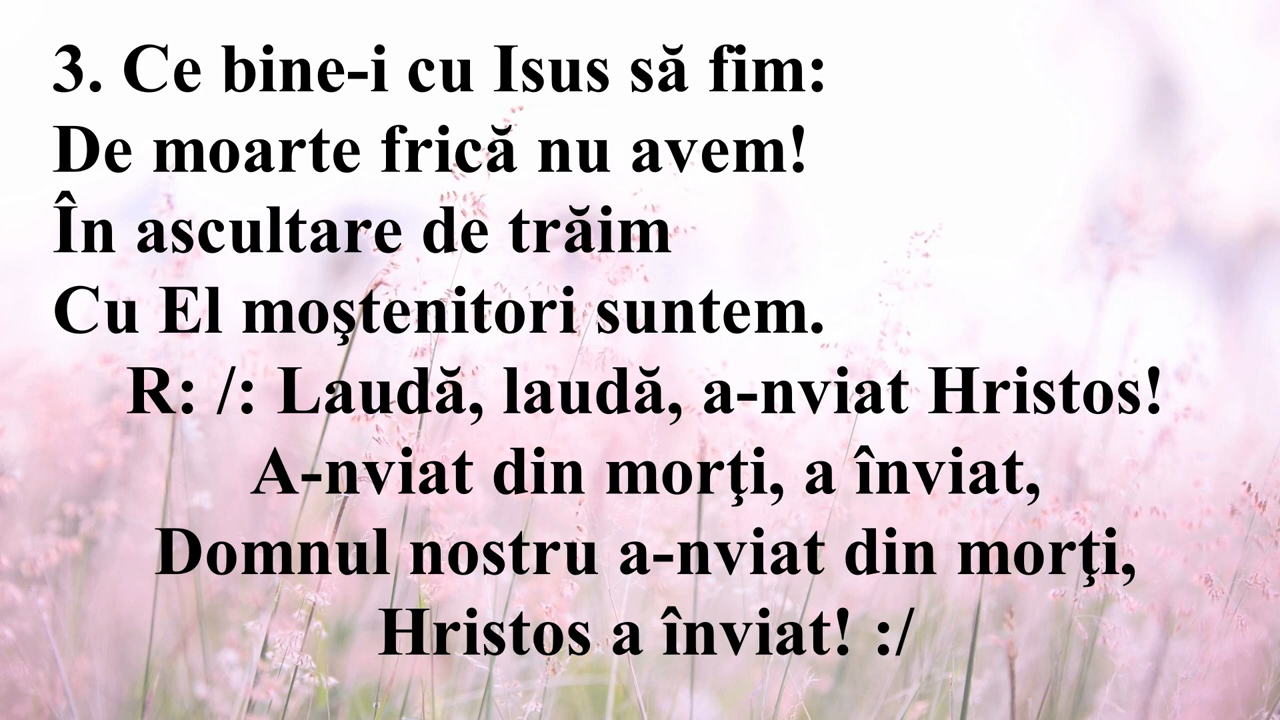 3. Ce bine-i cu Isus să fim:
De moarte frică nu avem!
În ascultare de trăim
Cu El moştenitori suntem.
R: /: Laudă, laudă, a-nviat Hristos!
A-nviat din morţi, a înviat,
Domnul nostru a-nviat din morţi,
Hristos a înviat! :/